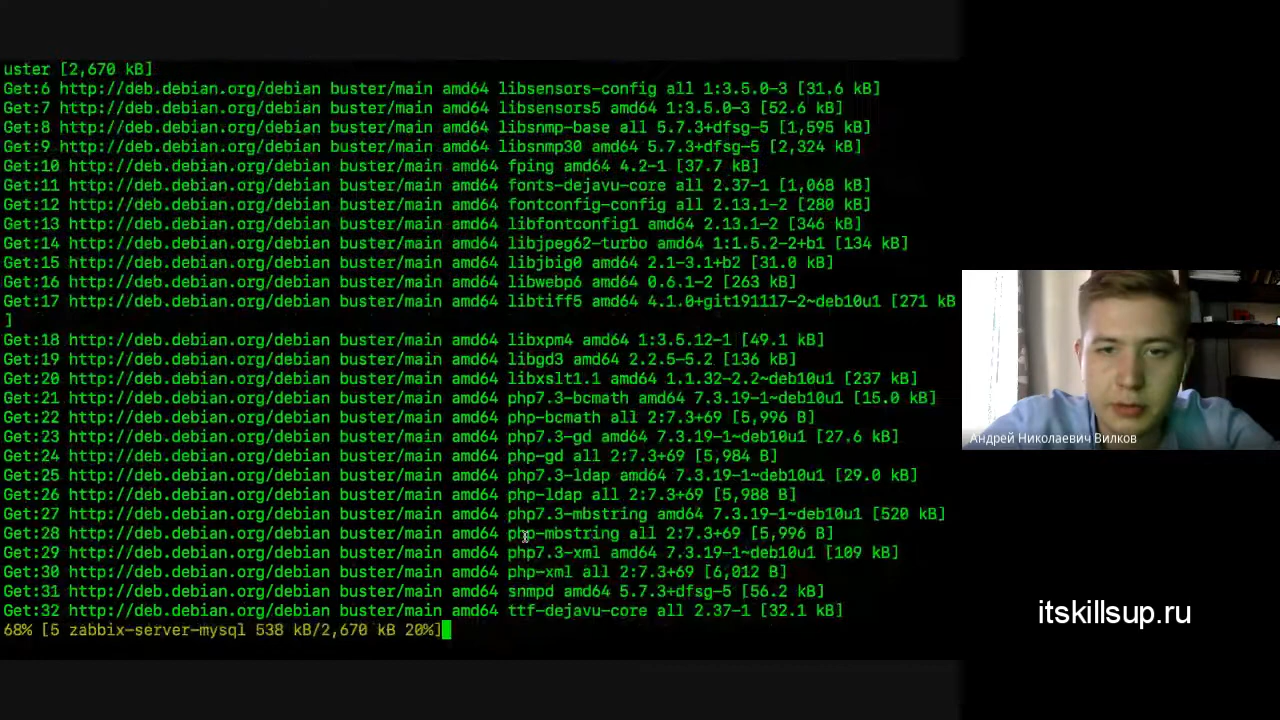 uster [2,670 kB]
Get:6 http://deb.debian.org/debian buster/main amd64 libsensors-config all 1:3.5.0-3 [31.6 kB]
Get:7 http://deb.debian.org/debian buster/main amd64 libsensors5 amd64 1:3.5.0-3 [52.6 kB]
Get:8 http://deb.debian.org/debian buster/main amd64 libsnmp-base all 5.7.3+dfsg-5 [1,595 kB]
Get:9 http://deb.debian.org/debian buster/main amd64 libsnmp30 amd64 5.7.3+dfsg-5 [2,324 kB]
Get:10 http://deb.debian.org/debian buster/main amd64 fping amd64 4.2-1 [37.7 kB]
Get:11 http://deb.debian.org/debian buster/main amd64 fonts-dejavu-core all 2.37-1 [1,068 kB]
Get:12 http://deb.debian.org/debian buster/main amd64 fontconfig-config all 2.13.1-2 [280 kB]
Get:13 http://deb.debian.org/debian buster/main amd64 libfontconfig1 amd64 2.13.1-2 [346 kB]
Get:14 http://deb.debian.org/debian buster/main amd64 libjpeg62-turbo amd64 1:1.5.2-2+b1 [134 kB]
Get:15 http://deb.debian.org/debian buster/main amd64 libjbig0 amd64 2.1-3.1+b2 [31.0 kB]
Get:16 http://deb.debian.org/debian buster/main amd64 libwebp6 amd64 0.6.1-2 [263 kB]
Get:17 http://deb.debian.org/debian buster/main amd64 libtiff5 amd64 4.1.0+git191117-2~deb10u1 [271 kB
]
Get:18 http://deb.debian.org/debian buster/main amd64 libxpm4 amd64 1:3.5.12-1 [49.1 kB]
Get:19 http://deb.debian.org/debian buster/main amd64 libgd3 amd64 2.2.5-5.2 [136 kB]
Get:20 http://deb.debian.org/debian buster/main amd64 libxslt1.1 amd64 1.1.32-2.2~deb10u1 [237 kB]
Get:21 http://deb.debian.org/debian buster/main amd64 php7.3-bcmath amd64 7.3.19-1~deb10u1 [15.0 kB]
Get:22 http://deb.debian.org/debian buster/main amd64 php-bcmath all 2:7.3+69 [5,996 B]
Get:23 http://deb.debian.org/debian buster/main amd64 php7.3-gd amd64 7.3.19-1~deb10u1 [27.6 kB]
Get:24 http://deb.debian.org/debian buster/main amd64 php-gd all 2:7.3+69 [5,984 B]
Get:25 http://deb.debian.org/debian buster/main amd64 php7.3-ldap amd64 7.3.19-1~deb10u1 [29.0 kB]
Get:26 http://deb.debian.org/debian buster/main amd64 php-ldap all 2:7.3+69 [5,988 B]
Get:27 http://deb.debian.org/debian buster/main amd64 php7.3-mbstring amd64 7.3.19-1~deb10u1 [520 kB]
Get:28 http://deb.debian.org/debian buster/main amd64 php-mbstring all 2:7.3+69 [5,996 B]
Get:29 http://deb.debian.org/debian buster/main amd64 php7.3-xml amd64 7.3.19-1~deb10u1 [109 kB]
Get:30 http://deb.debian.org/debian buster/main amd64 php-xml all 2:7.3+69 [6,012 B]
Get:31 http://deb.debian.org/debian buster/main amd64 snmpd amd64 5.7.3+dfsg-5 [56.2 kB]
Get:32 http://deb.debian.org/debian buster/main amd64 ttf-dejavu-core all 2.37-1 [32.1 kB]
68% [5 zabbix-server-mysql 538 kB/2,670 kB 20%]
Андрей Николаевич Вилков
itskillsup.ru